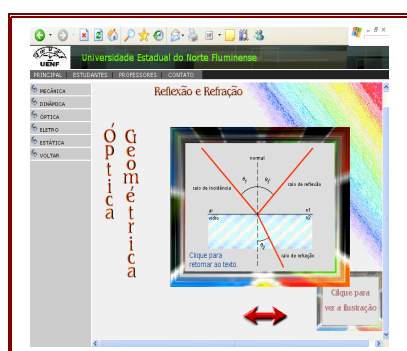 UENF
Universidade Estadual do Norte Fluminense
PRINCIPAL
ESTUDANTES
PROFESSORES
CONTATO
MECÂNICA
DINÂMICA
ÓPTICA
ELETRO
ESTÁTICA
VOLTAR
Reflexão e Refração
Óptica
Geométrica
normal
raio de incidência
raio de reflexão
ar
n1
vidro
n2
raio de refração
Clique para
retornar ao texto.
Clique para
ver a ilustração